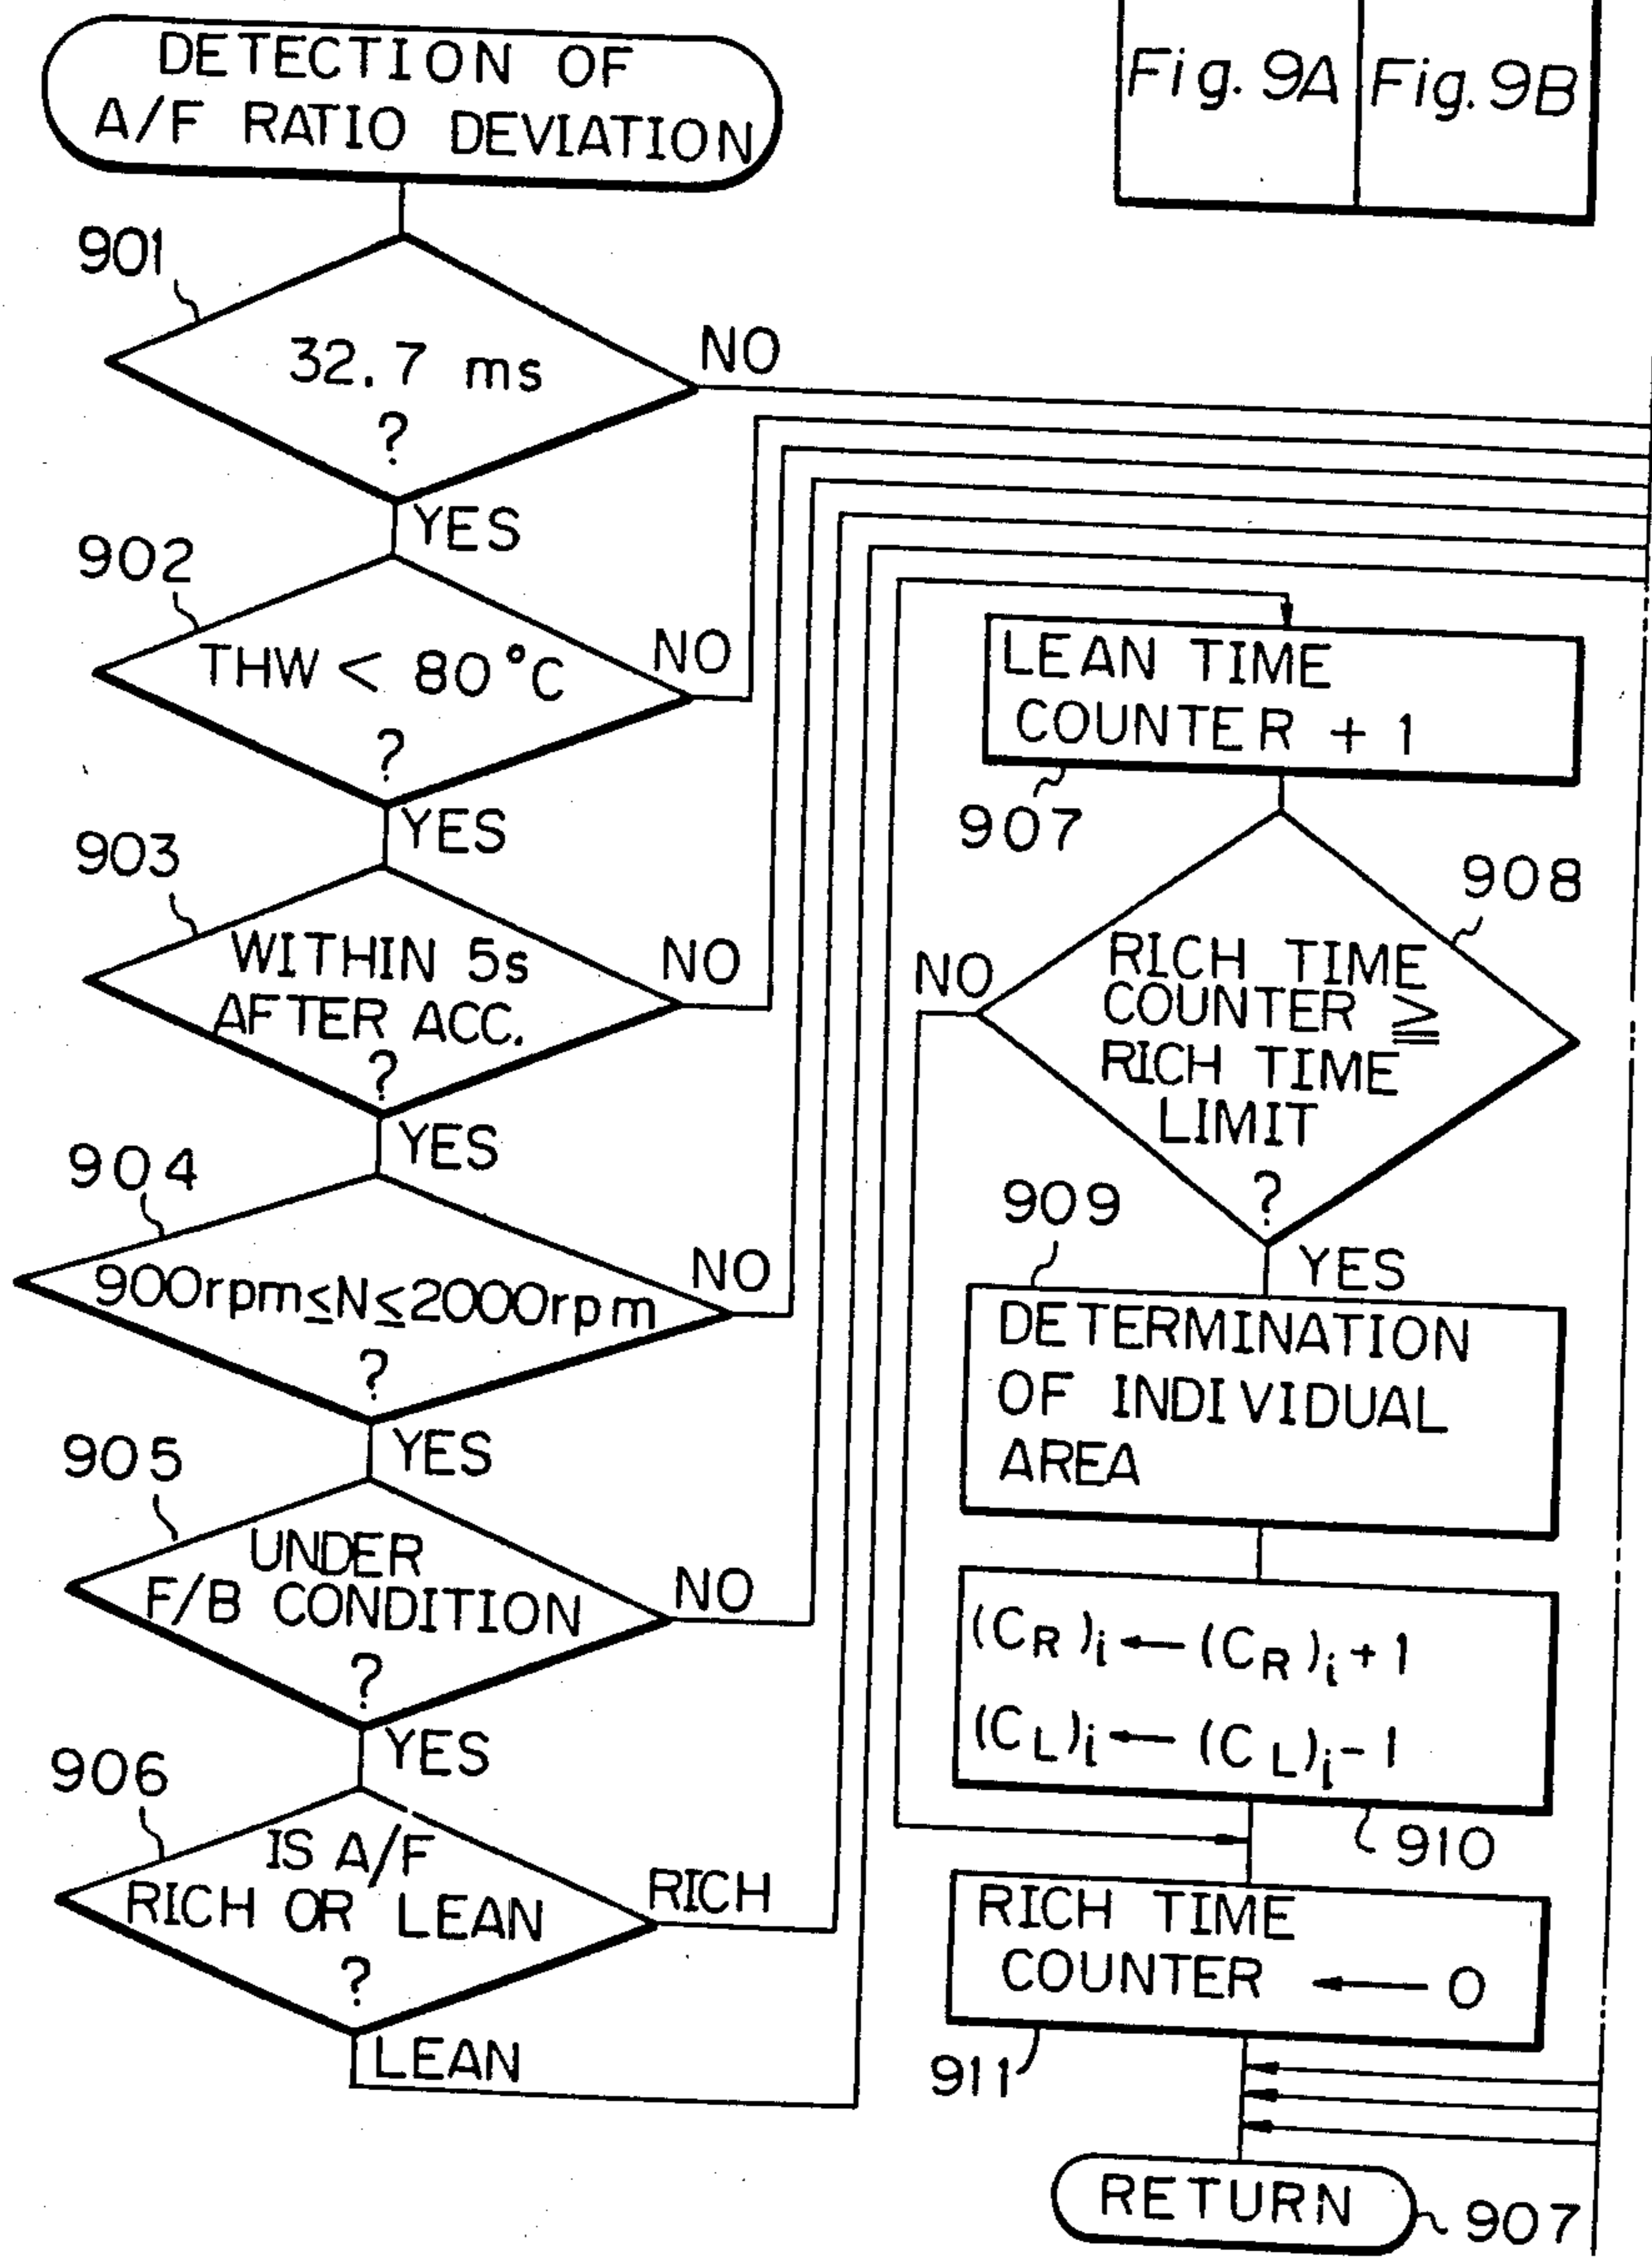 DETECTION OF
A/F RATIO DEVIATION
Fig. 9A
Fig. 9B
901
32.7 ms
?
NO
YES
902
THW < 80°C
?
NO
YES
903
WITHIN 5s
AFTER ACC.
?
NO
YES
904
900rpm≤N≤2000rpm
?
NO
YES
905
UNDER
F/B CONDITION
?
NO
YES
906
IS A/F
RICH OR LEAN
?
RICH
LEAN
LEAN TIME
COUNTER + 1
907
908
RICH TIME
COUNTER ≧
RICH TIME
LIMIT
?
NO
YES
909
DETERMINATION
OF INDIVIDUAL
AREA
(CR)i ← (CR)i + 1
(CL)i ← (CL)i - 1
910
RICH TIME
COUNTER ← 0
911
RETURN
907